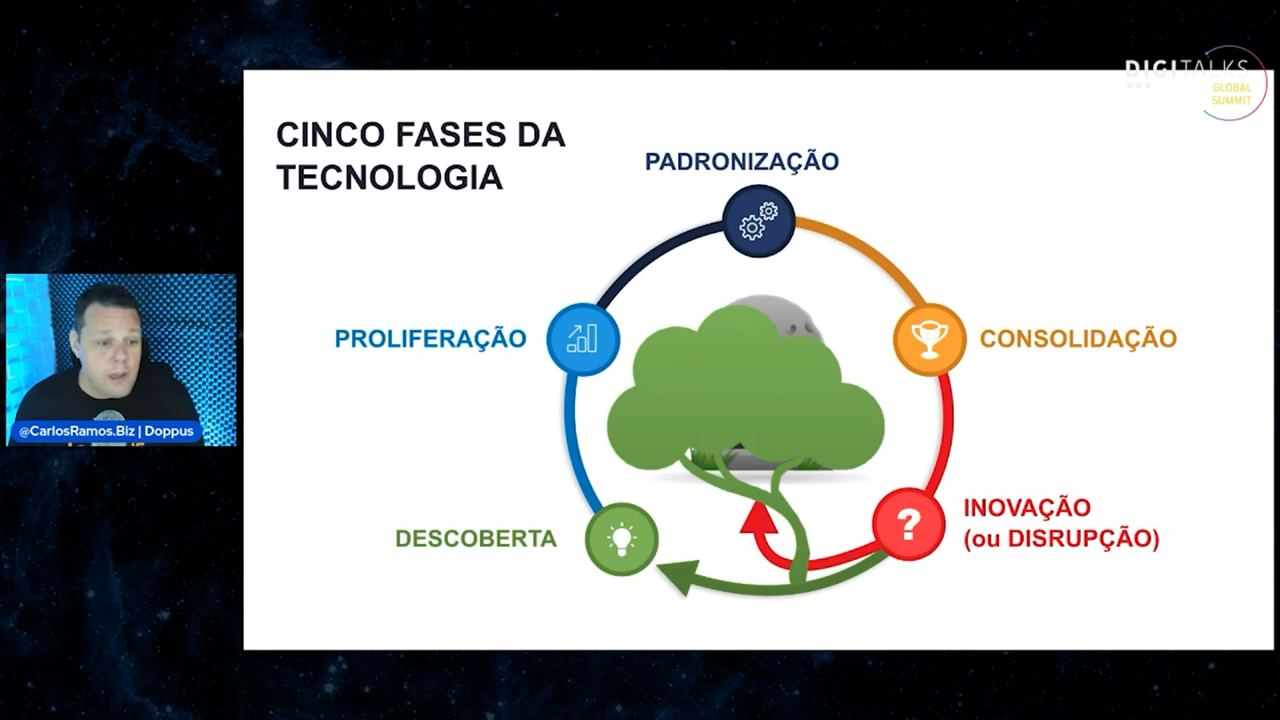 DIGITALKS
GLOBAL
SUMMIT
CINCO FASES DA
TECNOLOGIA
PADRONIZAÇÃO
PROLIFERAÇÃO
CONSOLIDAÇÃO
DESCOBERTA
?
INOVAÇÃO
(ou DISRUPÇÃO)
@CarlosRamos.Biz | Doppus